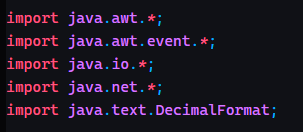 import java.awt.*;
import java.awt.event.*;
import java.io.*;
import java.net.*;
import java.text.DecimalFormat;